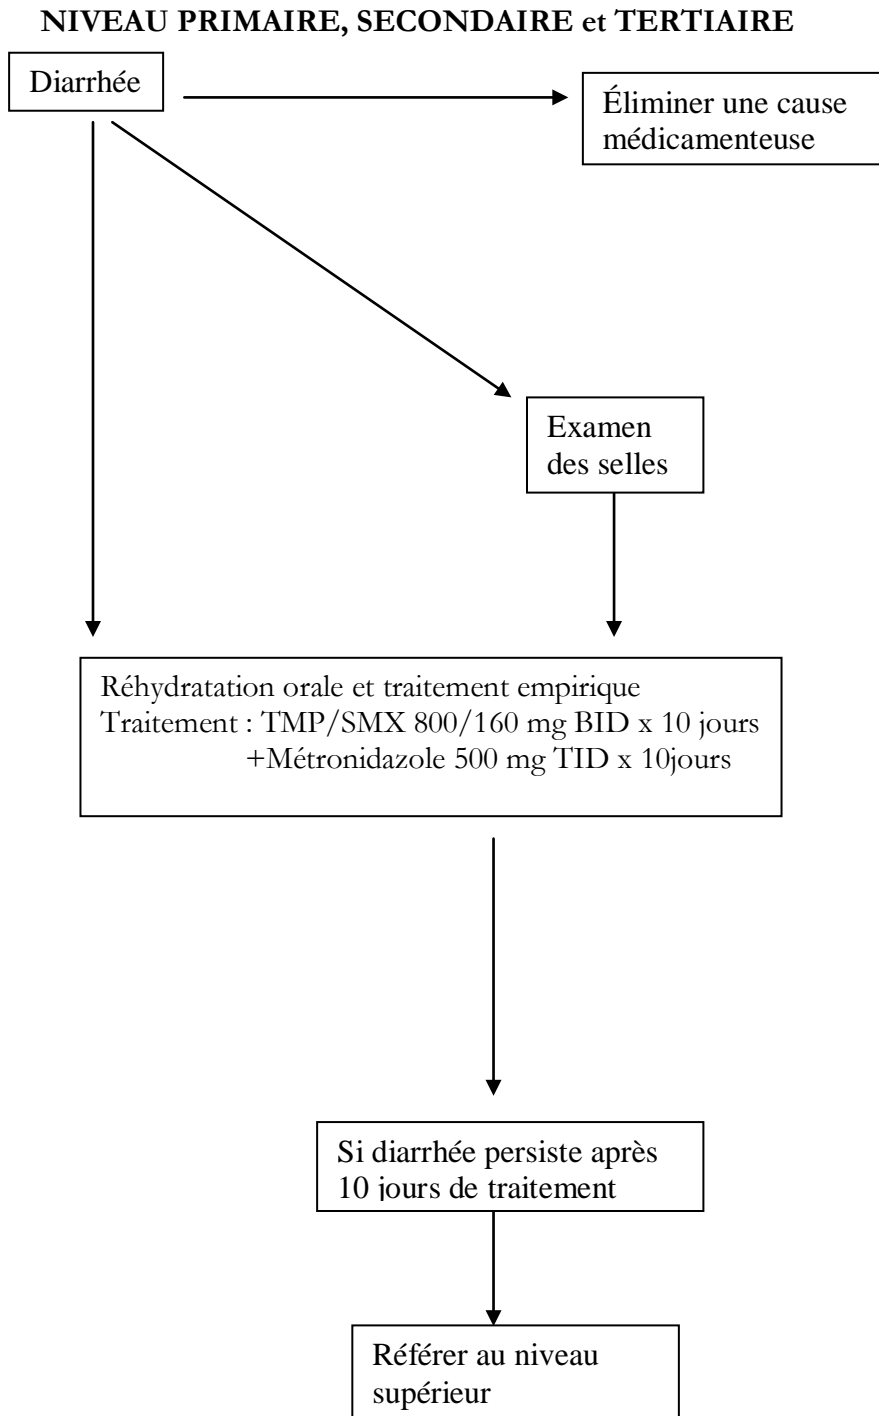 NIVEAU PRIMAIRE, SECONDAIRE et TERTIAIRE
Diarrhée
Éliminer une cause
médicamenteuse
Examen
des selles
Réhydratation orale et traitement empirique
Traitement : TMP/SMX 800/160 mg BID x 10 jours
+Métronidazole 500 mg TID x 10jours
Si diarrhée persiste après
10 jours de traitement
Référer au niveau
supérieur